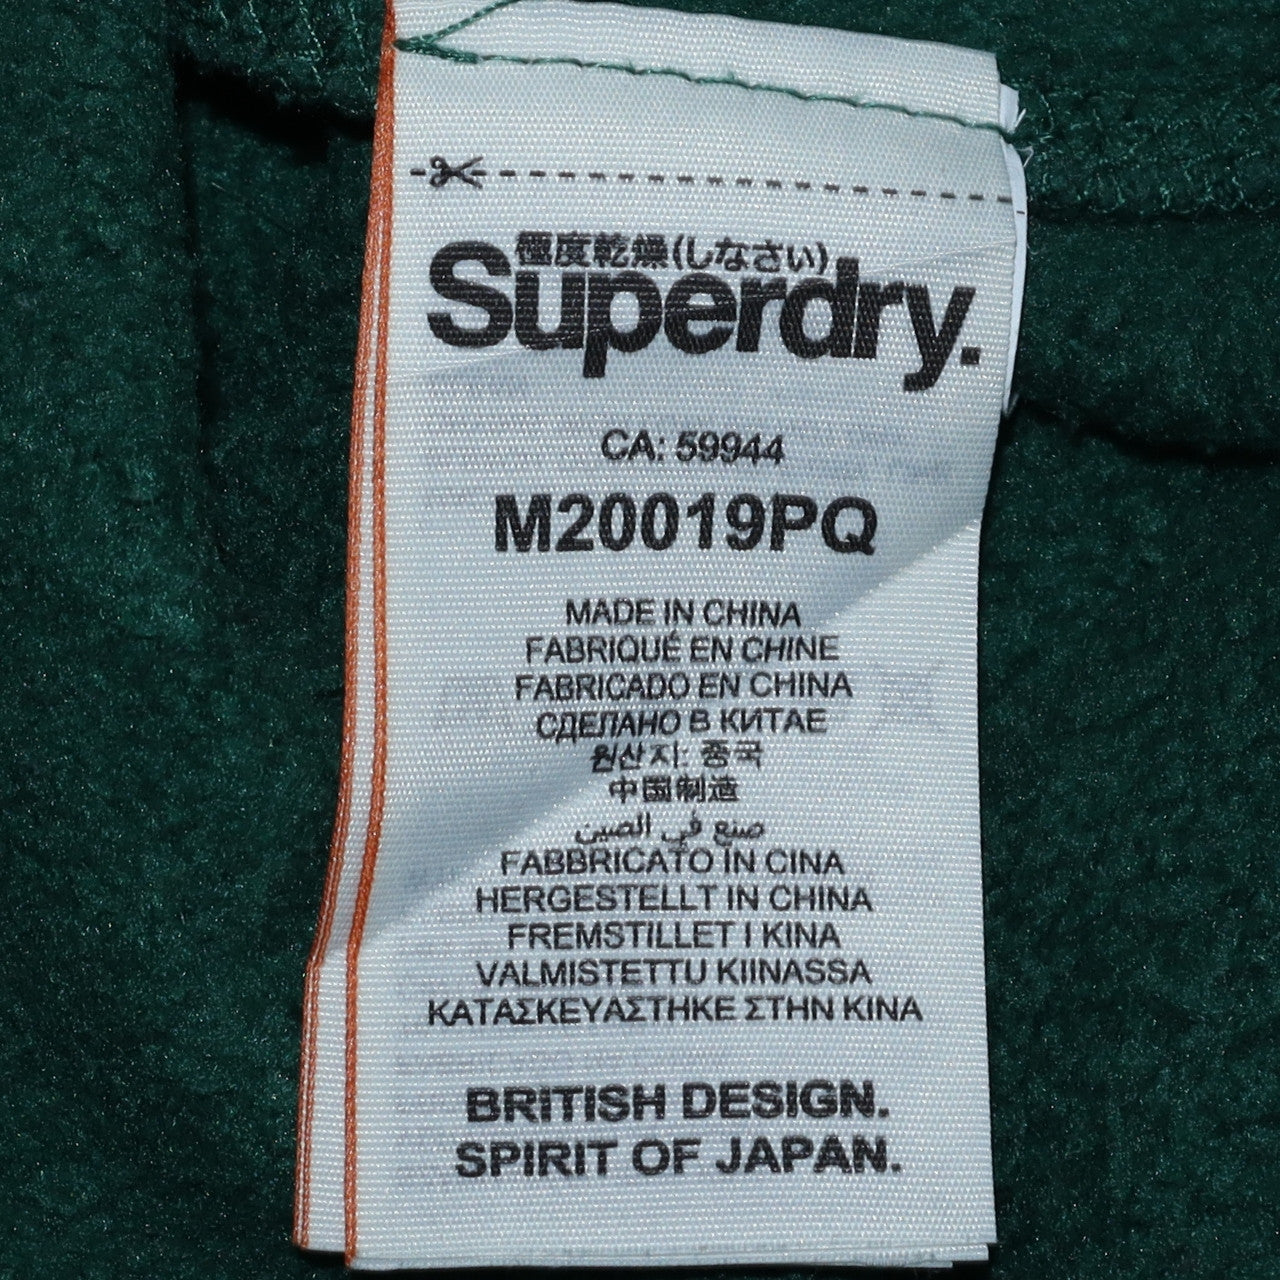 極度乾燥(しなさい)
Superdry.
CA: 59944
M20019PQ
MADE IN CHINA
FABRIQUÉ EN CHINE
FABRICADO EN CHINA
СДЕЛАНО В КИТАЕ
원산지: 중국
中国制造
صنع في الصين
FABBRICATO IN CINA
HERGESTELLT IN CHINA
FREMSTILLET I KINA
VALMISTETTU KIINASSA
ΚΑΤΑΣΚΕΥΑΣΤΗΚΕ ΣΤΗΝ ΚΙΝΑ
BRITISH DESIGN.
SPIRIT OF JAPAN.